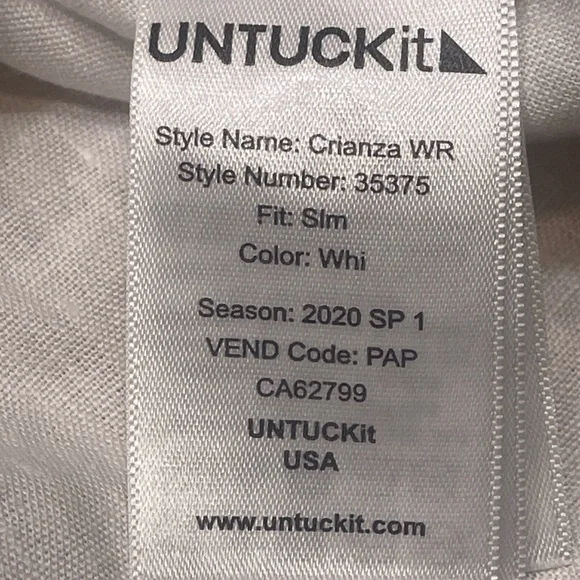 UNTUCKit
Style Name: Crianza WR
Style Number: 35375
Fit: Slm
Color: Whi
Season: 2020 SP 1
VEND Code: PAP
CA62799
UNTUCKit
USA
www.untuckit.com